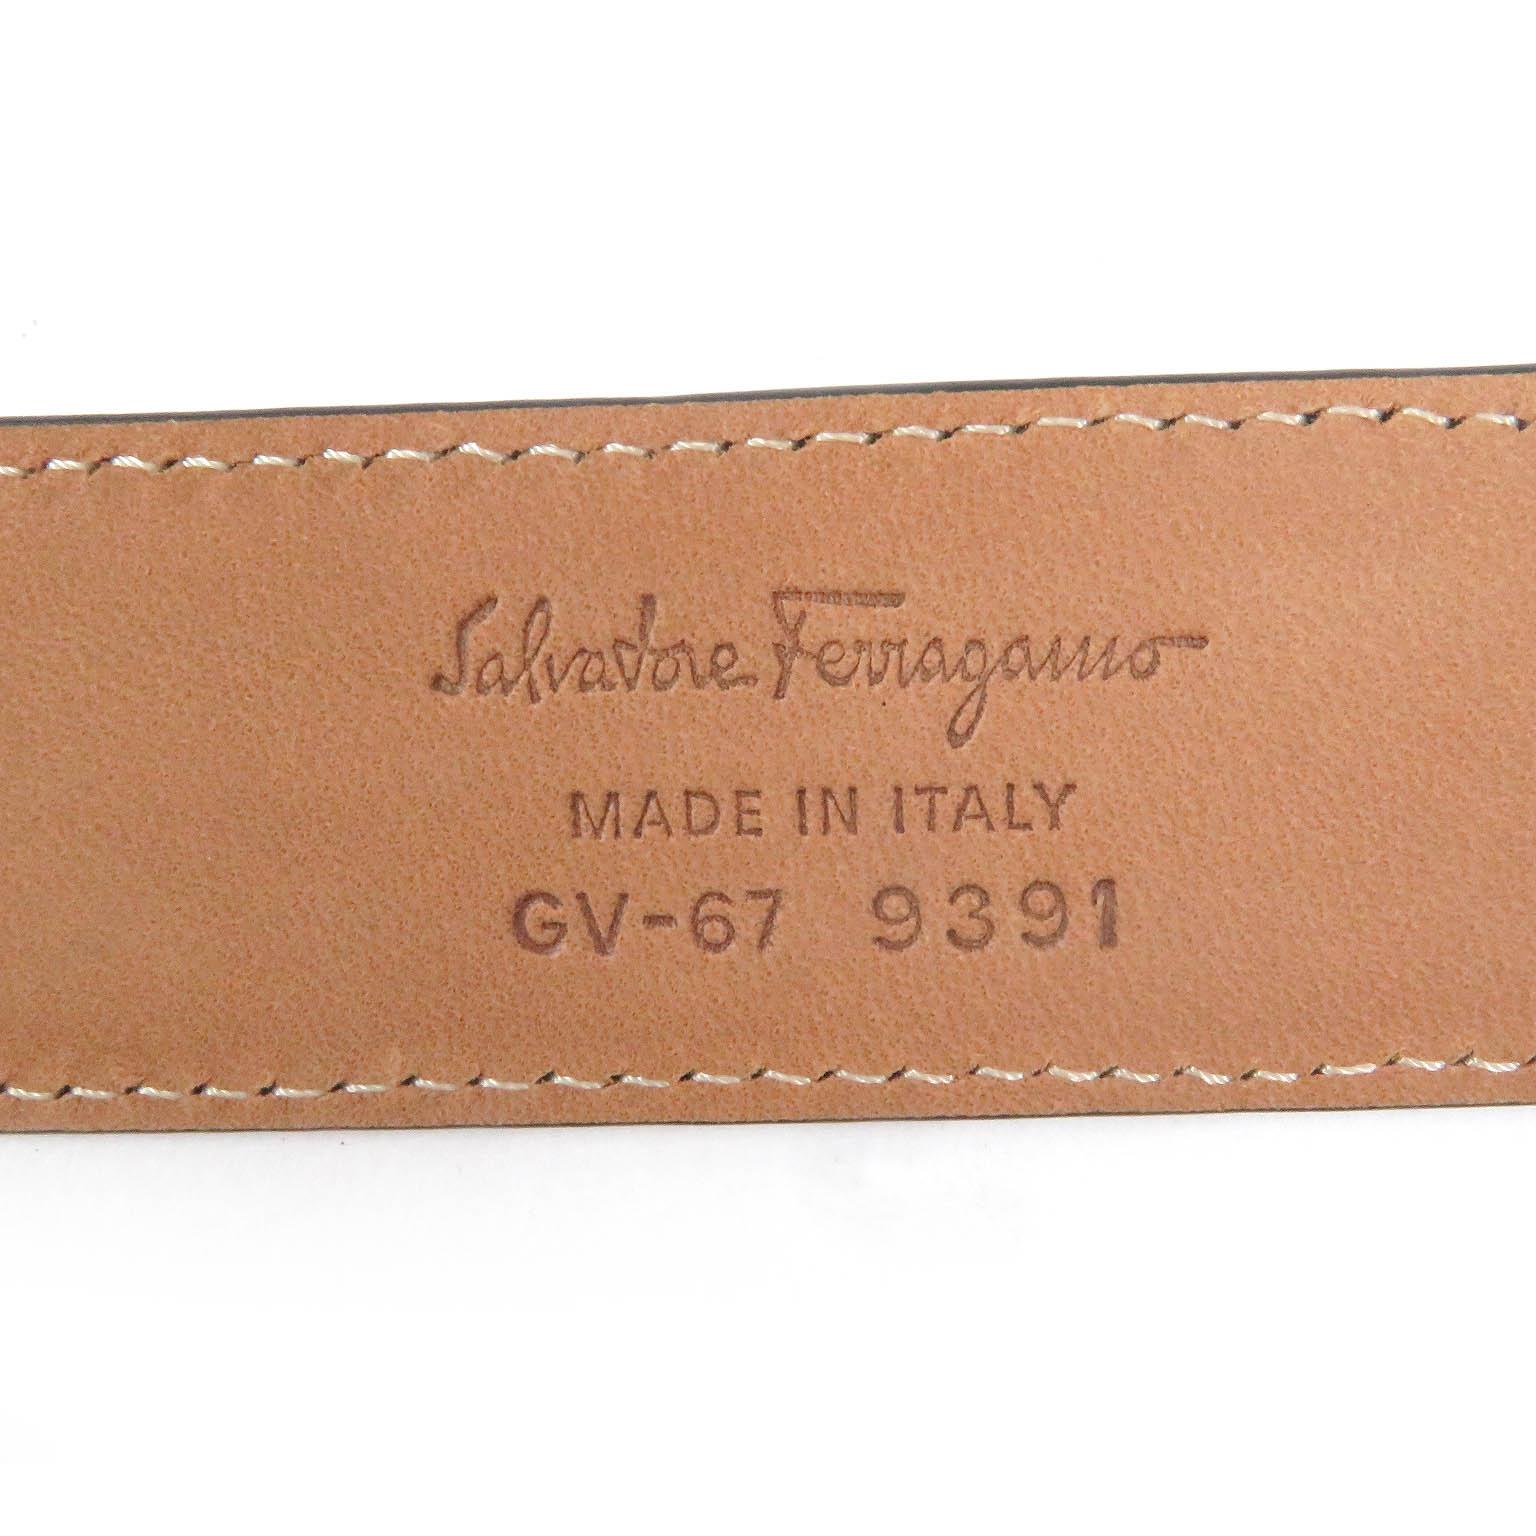 Salvatore Ferragamo
MADE IN ITALY
GV-67 9391